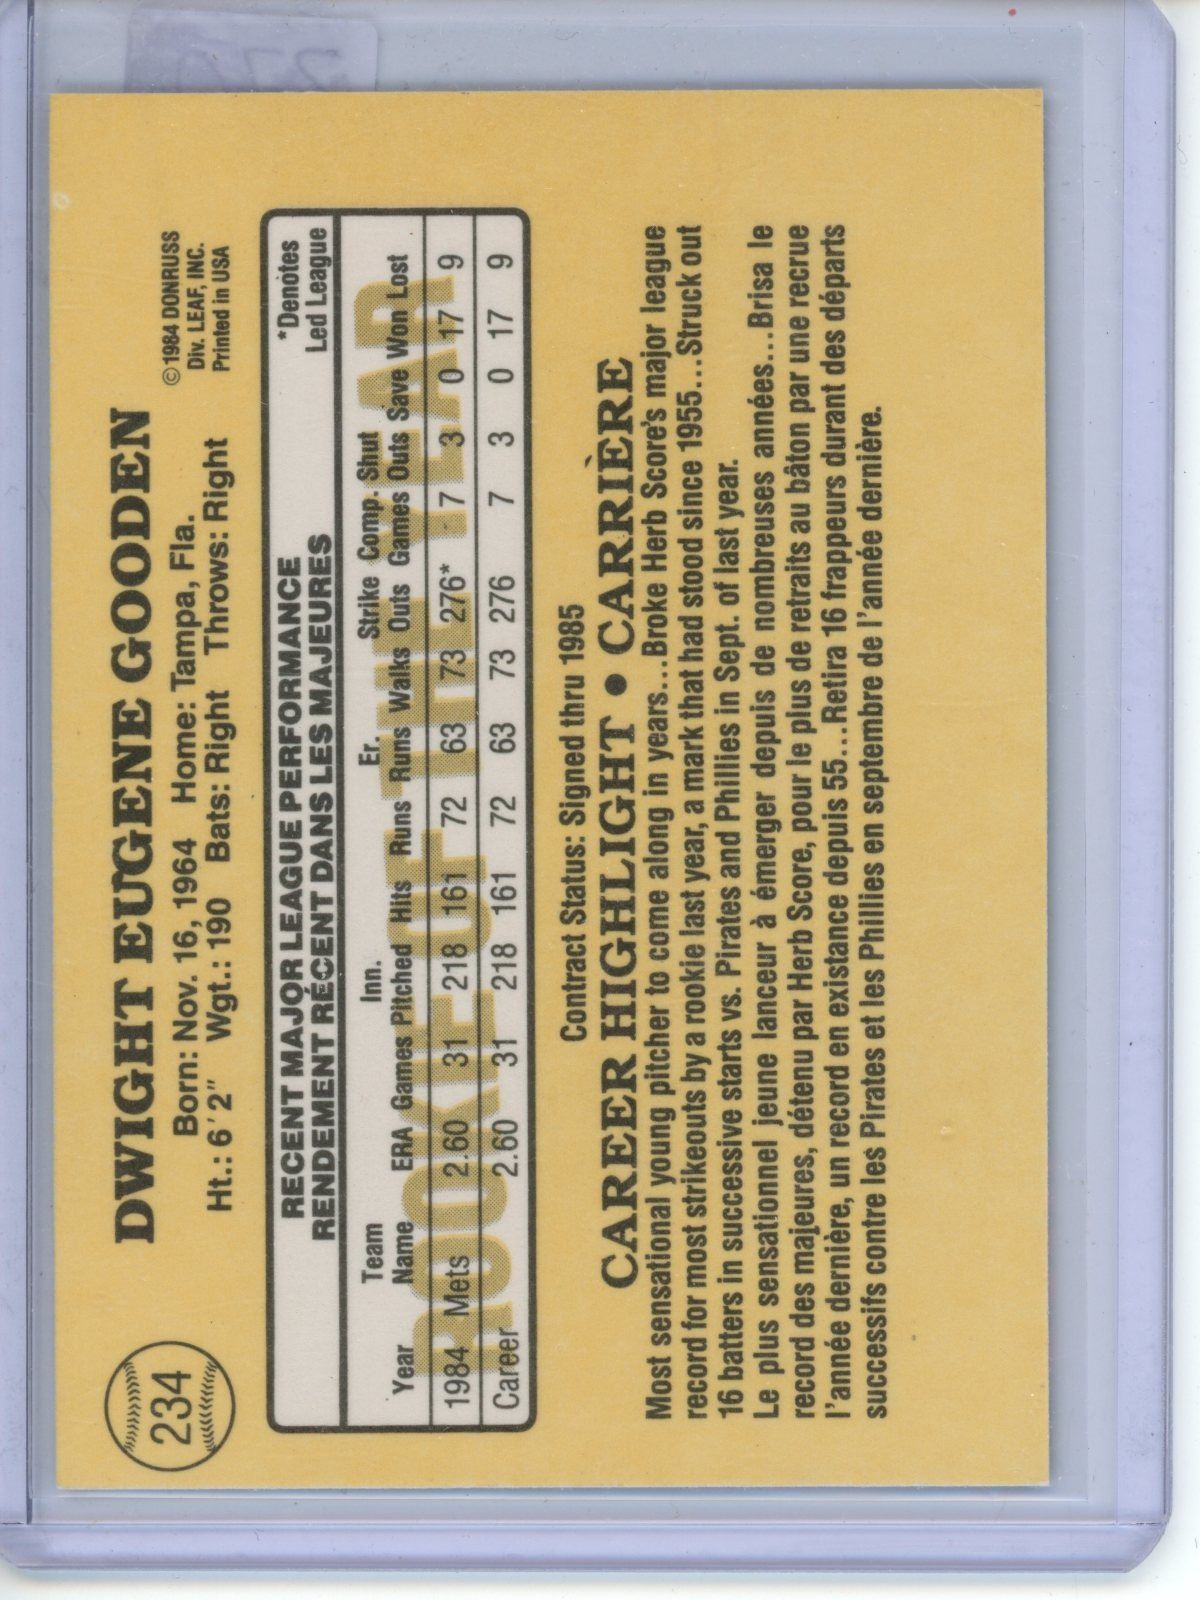 234
DWIGHT EUGENE GOODEN
©1984 DONRUSS
Div. LEAF, INC.
Printed in USA
Born: Nov. 16, 1964 Home: Tampa, Fla.
Ht.: 6'2" Wgt.: 190 Bats: Right Throws: Right
RECENT MAJOR LEAGUE PERFORMANCE
RENDEMENT RÉCENT DANS LES MAJEURES
*Denotes
Led League
ROOKIE OF THE YEAR
Team Inn. Er. Strike Comp. Shut
Year Name ERA Games Pitched Hits Runs Runs Walks Outs Games Outs Save Won Lost
1984 Mets 2.60 31 218 161 72 63 73 276* 7 3 0 17 9
Career 2.60 31 218 161 72 63 73 276 7 3 0 17 9
Contract Status: Signed thru 1985
CAREER HIGHLIGHT • CARRIÈRE
Most sensational young pitcher to come along in years...Broke Herb Score's major league
record for most strikeouts by a rookie last year, a mark that had stood since 1955...Struck out
16 batters in successive starts vs. Pirates and Phillies in Sept. of last year.
Le plus sensationnel jeune lanceur à émerger depuis de nombreuses années...Brisa le
record des majeures, détenu par Herb Score, pour le plus de retraits au bâton par une recrue
l'année dernière, un record en existance depuis 55...Retira 16 frappeurs durant des départs
successifs contre les Pirates et les Phillies en septembre de l'année dernière.